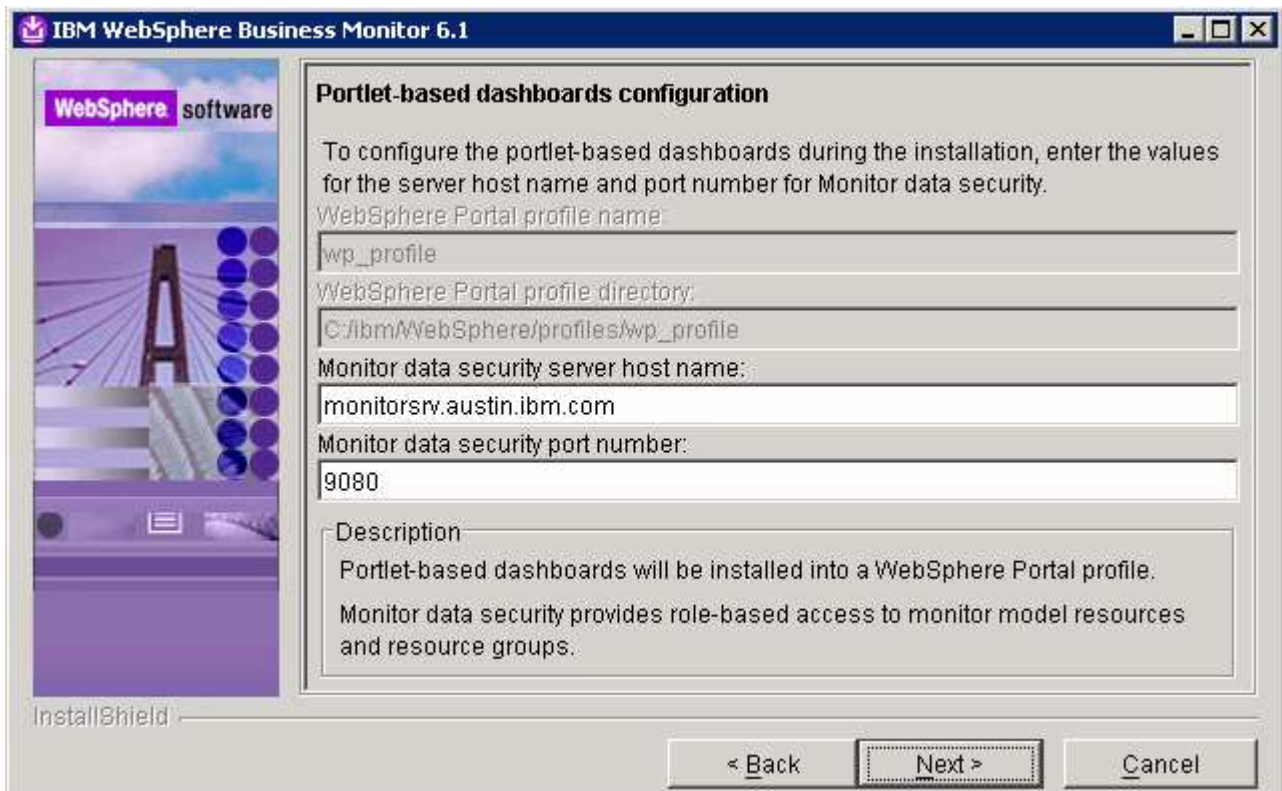 IBM WebSphere Business Monitor 6.1
WebSphere software
Portlet-based dashboards configuration
To configure the portlet-based dashboards during the installation, enter the values
for the server host name and port number for Monitor data security.
WebSphere Portal profile name:
wp_profile
WebSphere Portal profile directory:
C:/ibm/WebSphere/profiles/wp_profile
Monitor data security server host name:
monitorsrv.austin.ibm.com
Monitor data security port number:
9080
Description
Portlet-based dashboards will be installed into a WebSphere Portal profile.
Monitor data security provides role-based access to monitor model resources
and resource groups.
InstallShield
< Back
Next >
Cancel